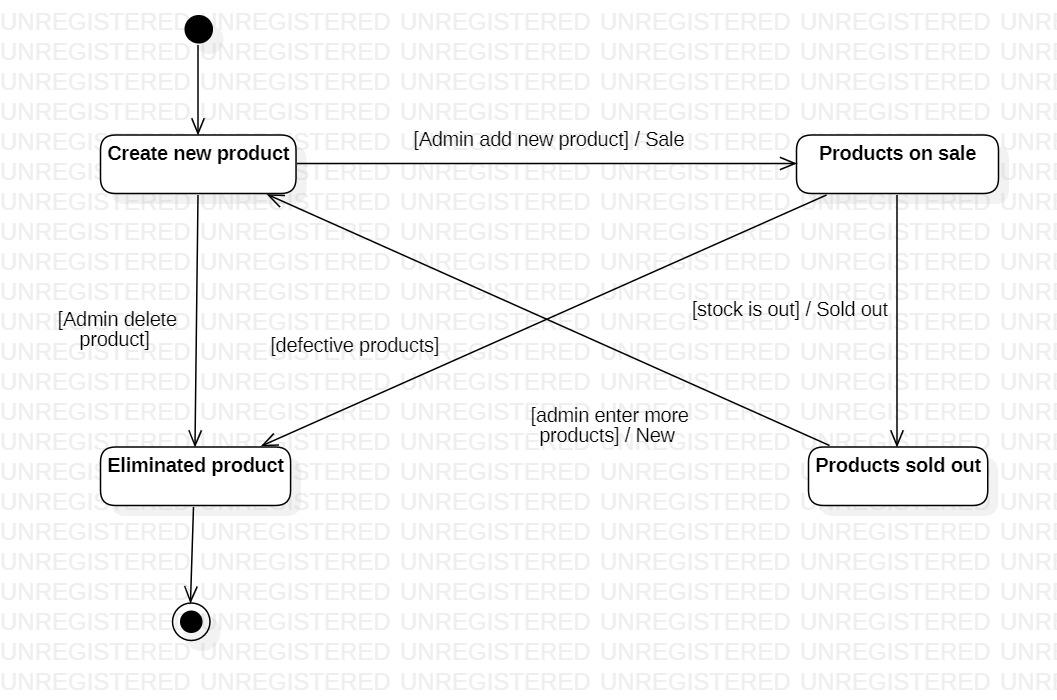 [Admin add new product] / Sale
Create new product
Products on sale
[stock is out] / Sold out
[Admin delete
product]
[defective products]
[admin enter more
products] / New
Eliminated product
Products sold out
UNREGISTERED